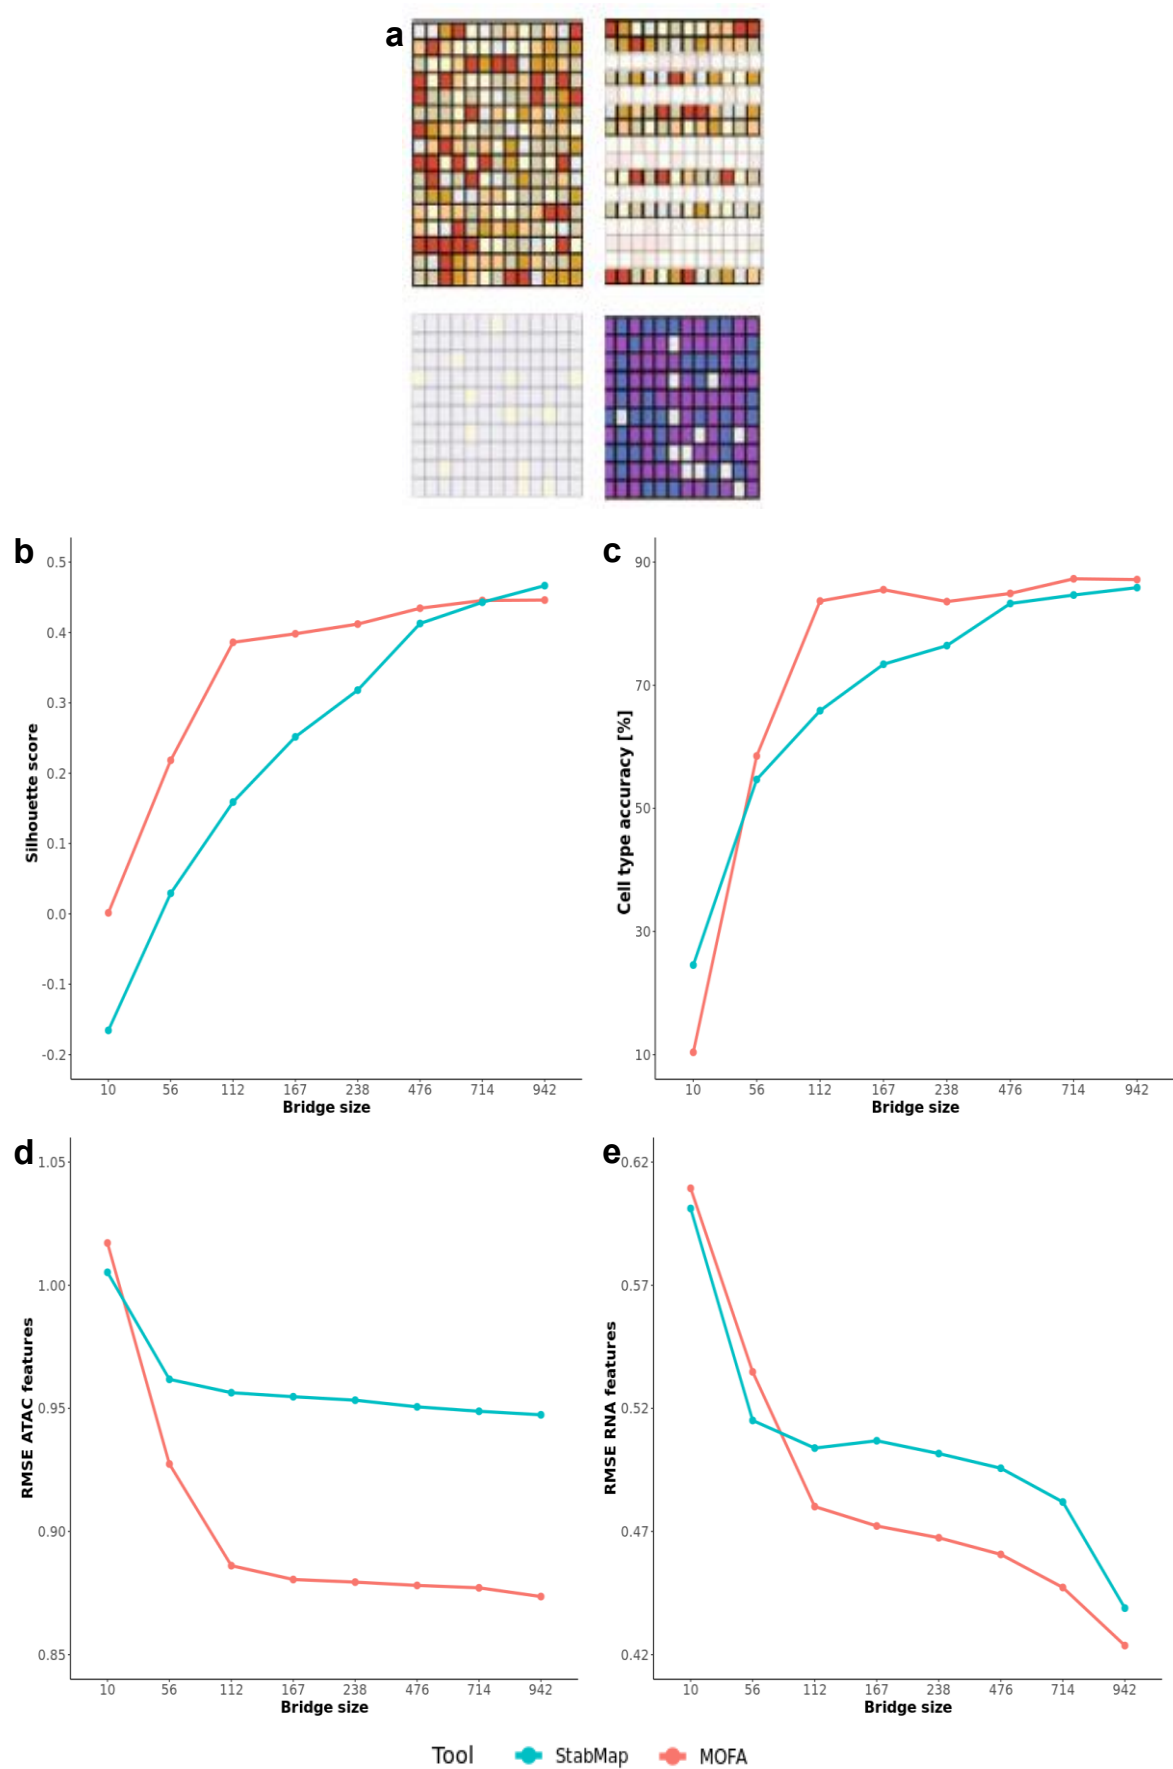 a
b
0.5
0.4
0.3
0.2
0.1
0.0
-0.1
-0.2
Silhouette score
10 56 112 167 238 476 714 942
Bridge size
c
90
70
50
30
10
Cell type accuracy [%]
10 56 112 167 238 476 714 942
Bridge size
d
1.05
1.00
0.95
0.90
0.85
RMSE ATAC features
10 56 112 167 238 476 714 942
Bridge size
e
0.62
0.57
0.52
0.47
0.42
RMSE RNA features
10 56 112 167 238 476 714 942
Bridge size
Tool StabMap MOFA